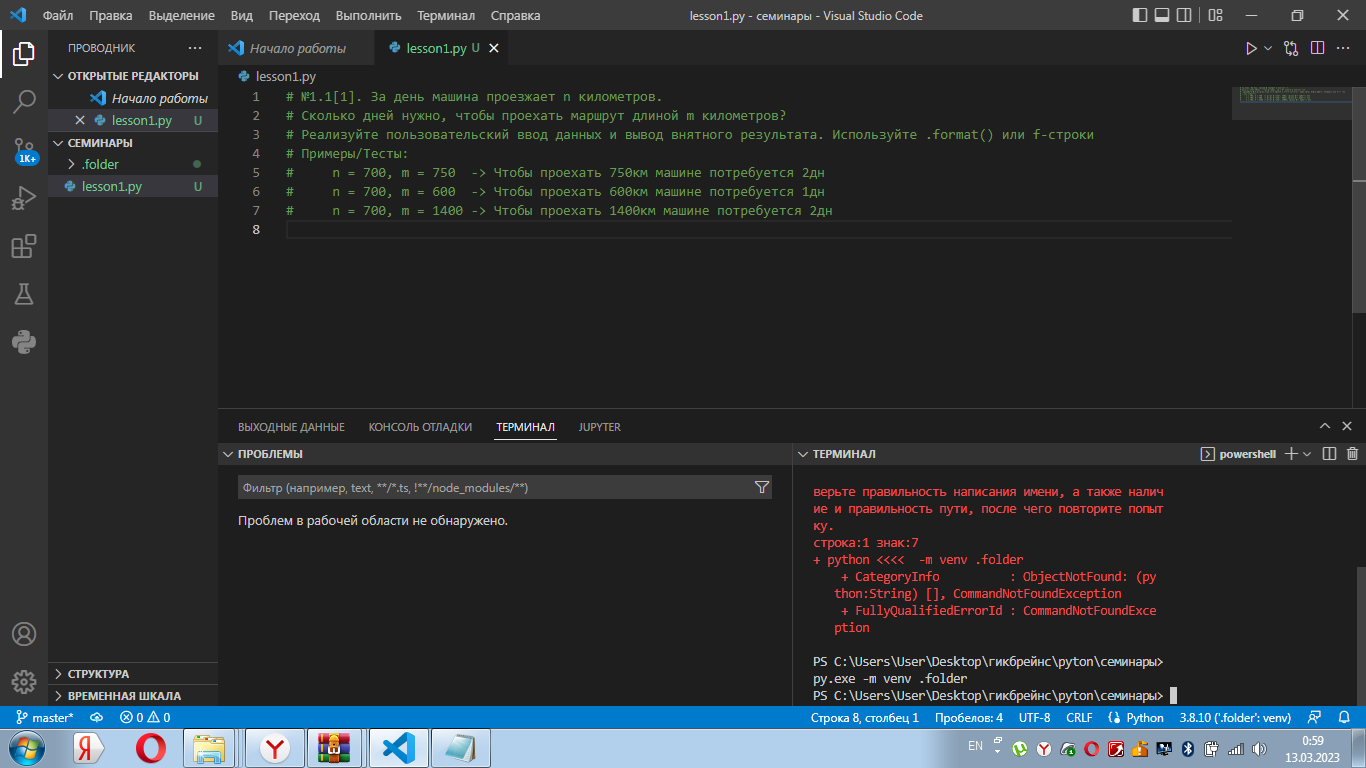 Файл Правка Выделение Вид Переход Выполнить Терминал Справка
lesson1.py - семинары - Visual Studio Code
ПРОВОДНИК
ОТКРЫТЫЕ РЕДАКТОРЫ
Начало работы
lesson1.py U
СЕМИНАРЫ
.folder
lesson1.py U
1K+
СТРУКТУРА
ВРЕМЕННАЯ ШКАЛА
Начало работы
lesson1.py U
lesson1.py
1 # №1.1[1]. За день машина проезжает n километров.
2 # Сколько дней нужно, чтобы проехать маршрут длиной m километров?
3 # Реализуйте пользовательский ввод данных и вывод внятного результата. Используйте .format() или f-строки
4 # Примеры/Тесты:
5 #     n = 700, m = 750  -> Чтобы проехать 750км машине потребуется 2дн
6 #     n = 700, m = 600  -> Чтобы проехать 600км машине потребуется 1дн
7 #     n = 700, m = 1400 -> Чтобы проехать 1400км машине потребуется 2дн
8
ВЫХОДНЫЕ ДАННЫЕ КОНСОЛЬ ОТЛАДКИ ТЕРМИНАЛ JUPYTER
ПРОБЛЕМЫ
Фильтр (например, text, **/*.ts, !**/node_modules/**)
Проблем в рабочей области не обнаружено.
ТЕРМИНАЛ
powershell
верьте правильность написания имени, а также налич
ие и правильность пути, после чего повторите попыт
ку.
строка:1 знак:7
+ python <<<<  -m venv .folder
    + CategoryInfo          : ObjectNotFound: (py
   thon:String) [], CommandNotFoundException
    + FullyQualifiedErrorId : CommandNotFoundExce
   ption
PS C:\Users\User\Desktop\гикбрейнс\pyton\семинары>
py.exe -m venv .folder
PS C:\Users\User\Desktop\гикбрейнс\pyton\семинары>
master* 0 0
Строка 8, столбец 1 Пробелов: 4 UTF-8 CRLF Python 3.8.10 ('.folder': venv)
EN
0:59
13.03.2023